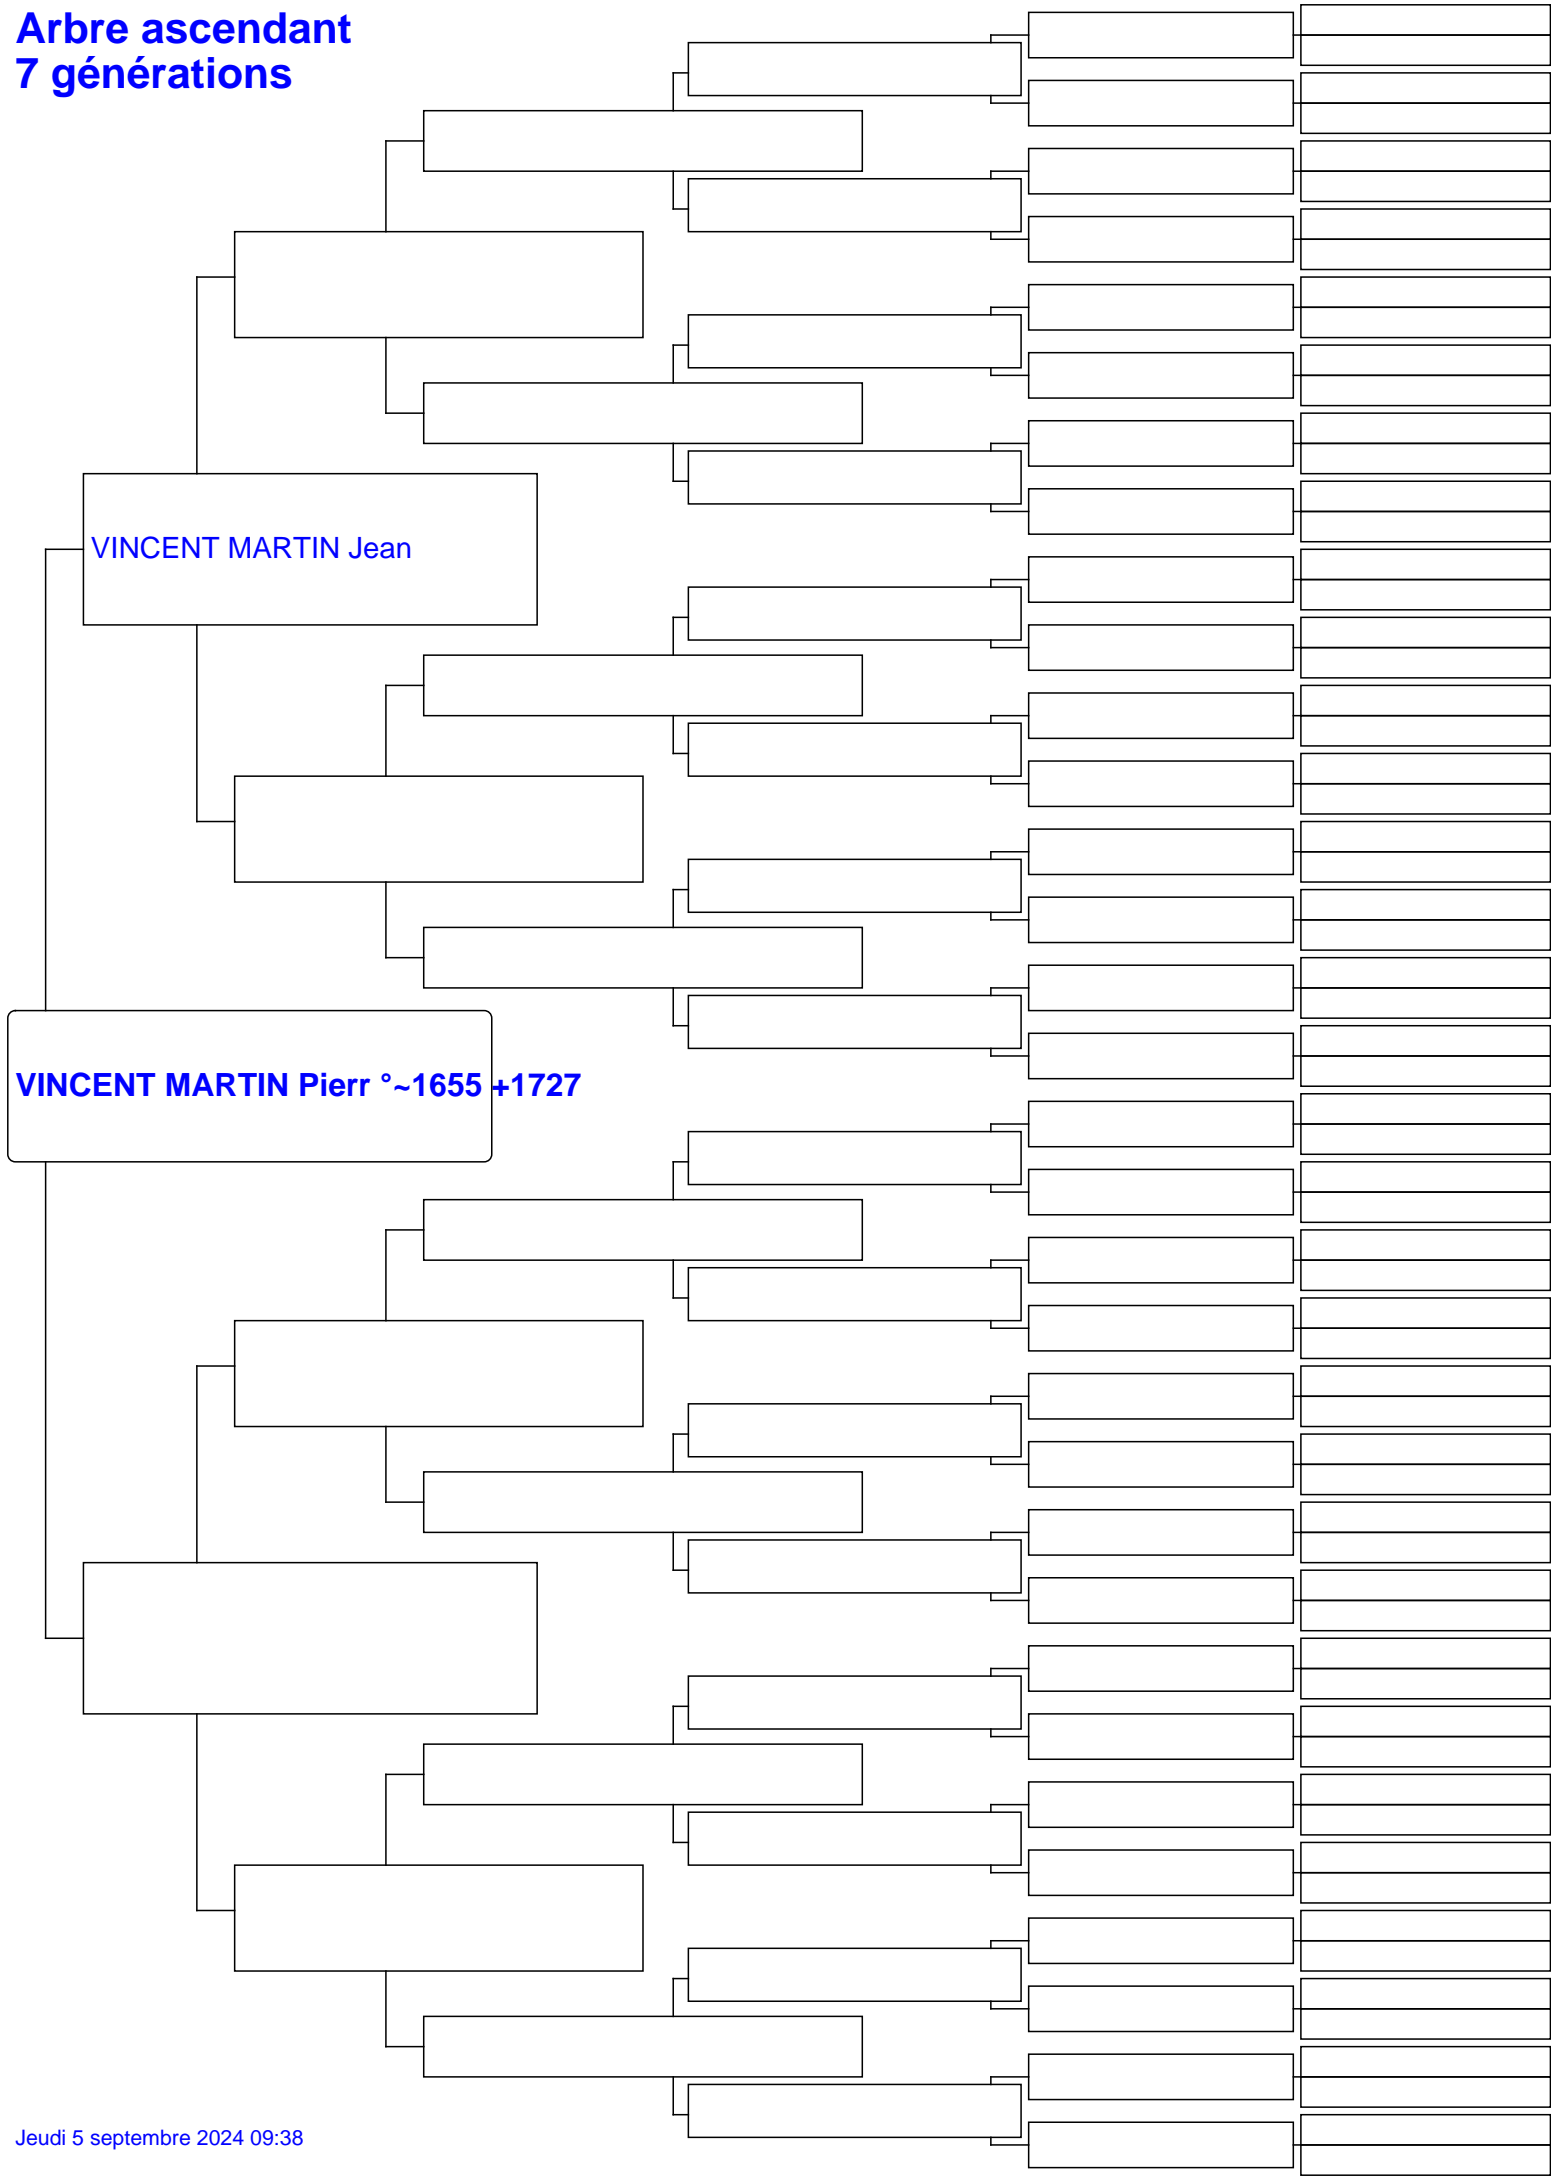 Arbre ascendant
7 générations
VINCENT MARTIN Jean
VINCENT MARTIN Pierr °~1655 +1727
Jeudi 5 septembre 2024 09:38